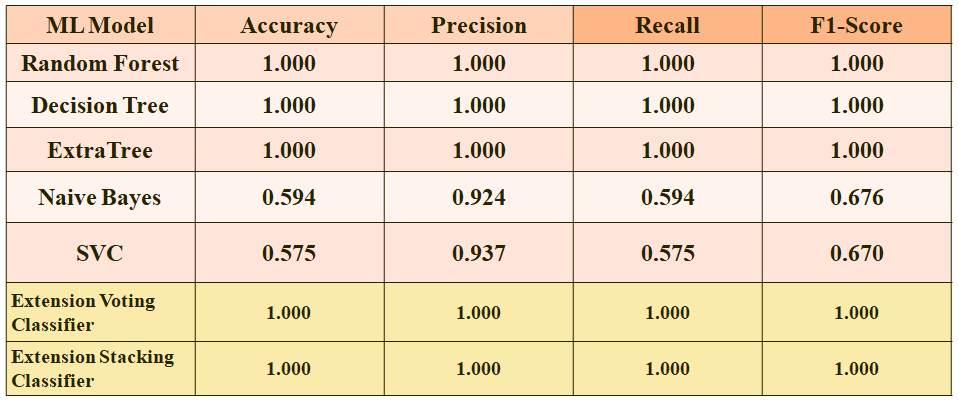 ML Model Accuracy Precision Recall F1-Score
Random Forest 1.000 1.000 1.000 1.000
Decision Tree 1.000 1.000 1.000 1.000
ExtraTree 1.000 1.000 1.000 1.000
Naive Bayes 0.594 0.924 0.594 0.676
SVC 0.575 0.937 0.575 0.670
Extension Voting
Classifier 1.000 1.000 1.000 1.000
Extension Stacking
Classifier 1.000 1.000 1.000 1.000